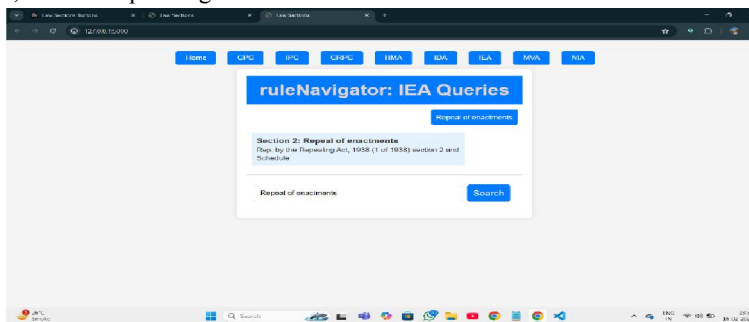 Law Sections Buttons
Law Sections
Law Sections
127.0.0.1:5000
Home CPC IPC CRPC HMA IDA IEA MVA NIA
ruleNavigator: IEA Queries
Repeal of enactments
Section 2: Repeal of enactments
Rep. by the Repealing Act, 1938 (1 of 1938) section 2 and
Schedule
Repeal of enactments
Search
Search
ENG
IN